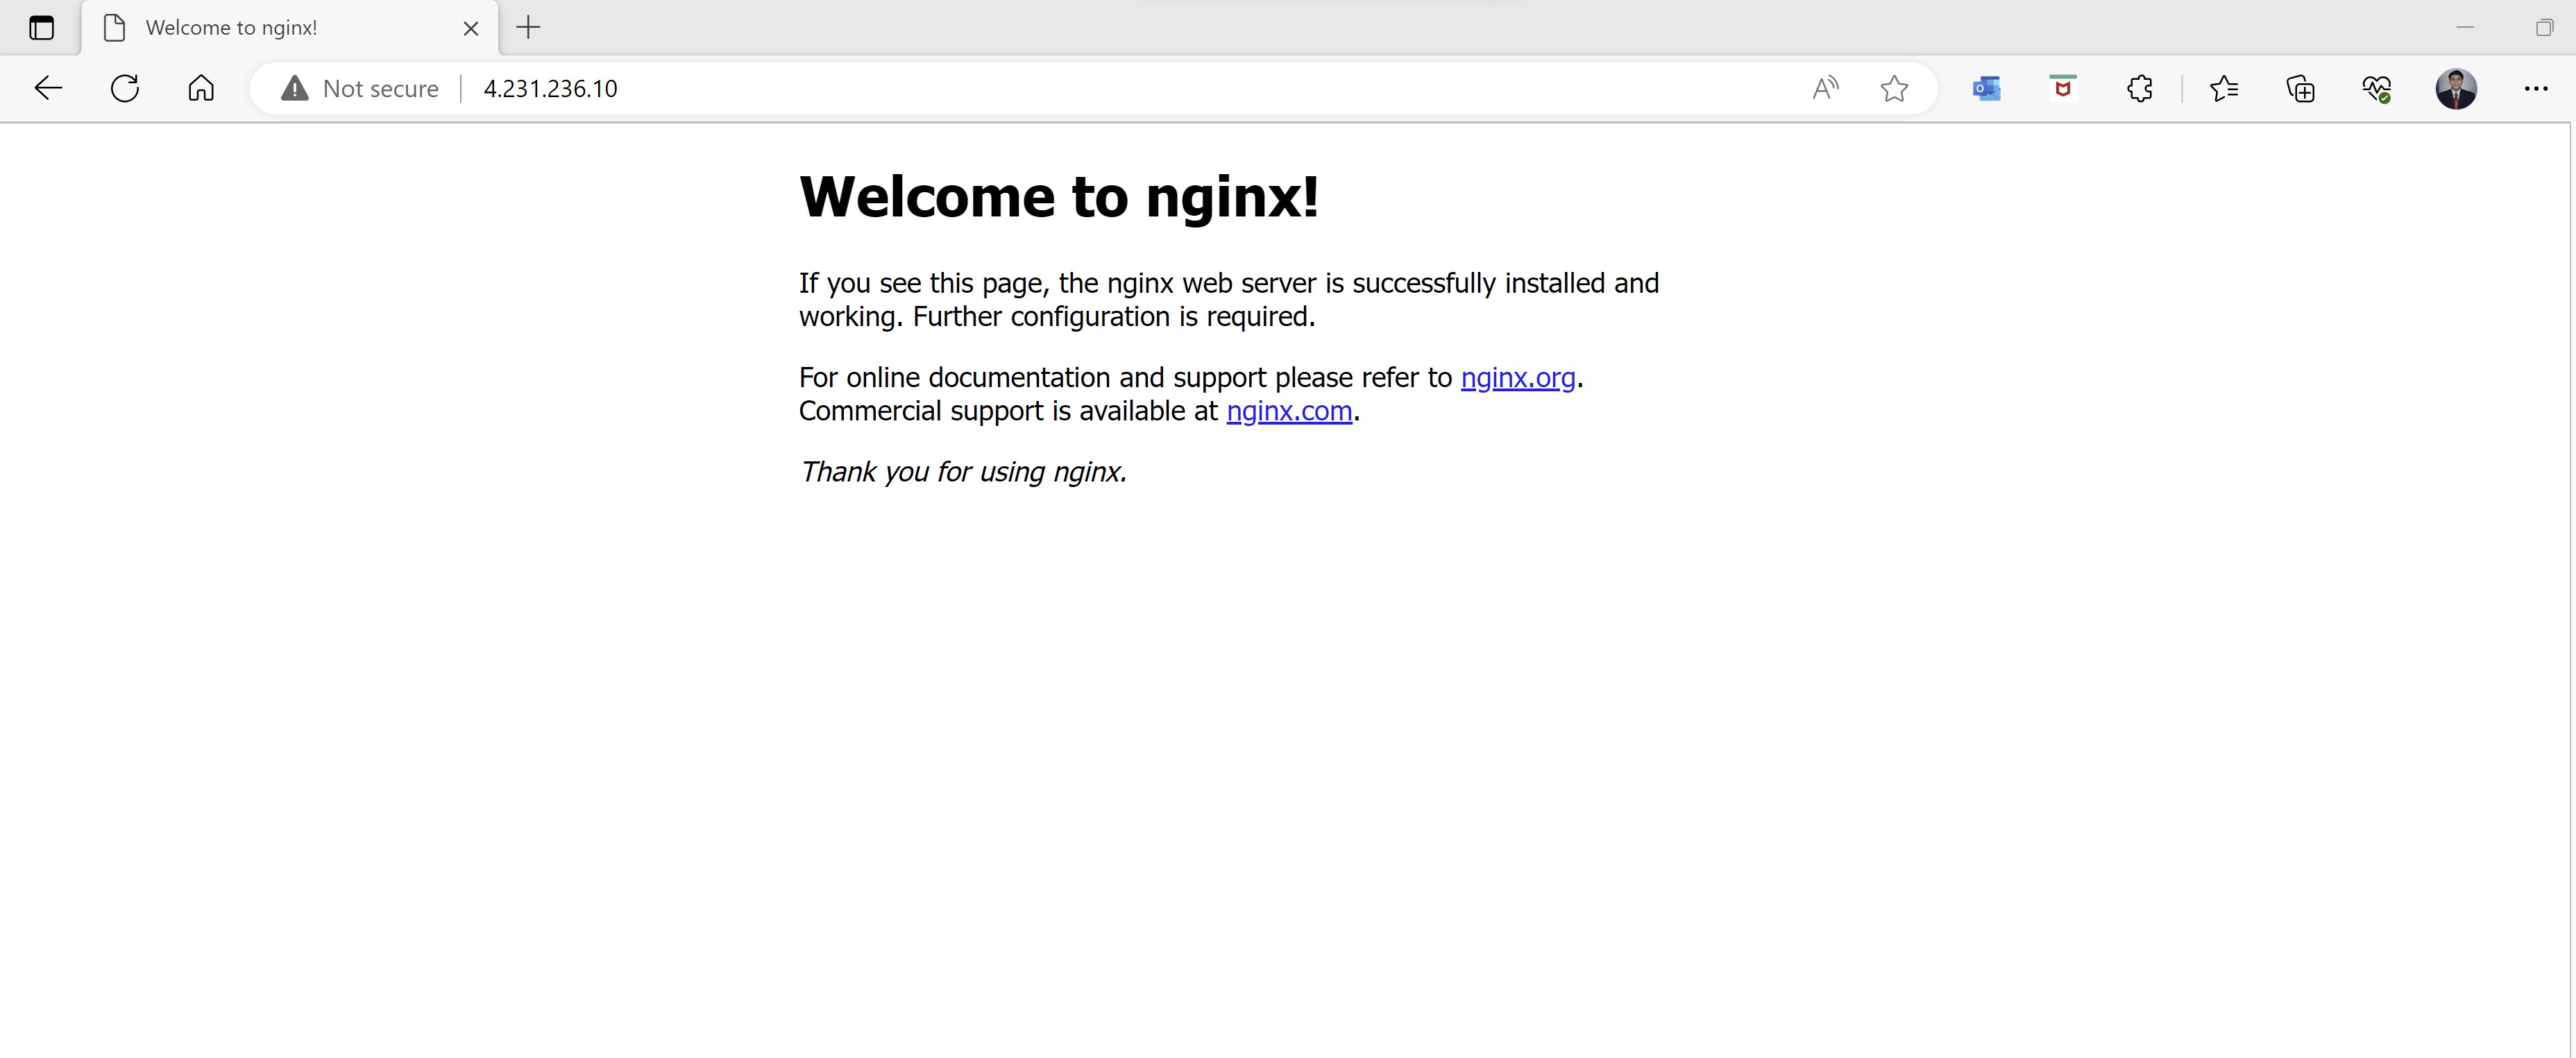 Welcome to nginx!
Not secure
4.231.236.10
Welcome to nginx!
If you see this page, the nginx web server is successfully installed and
working. Further configuration is required.
For online documentation and support please refer to nginx.org.
Commercial support is available at nginx.com.
Thank you for using nginx.